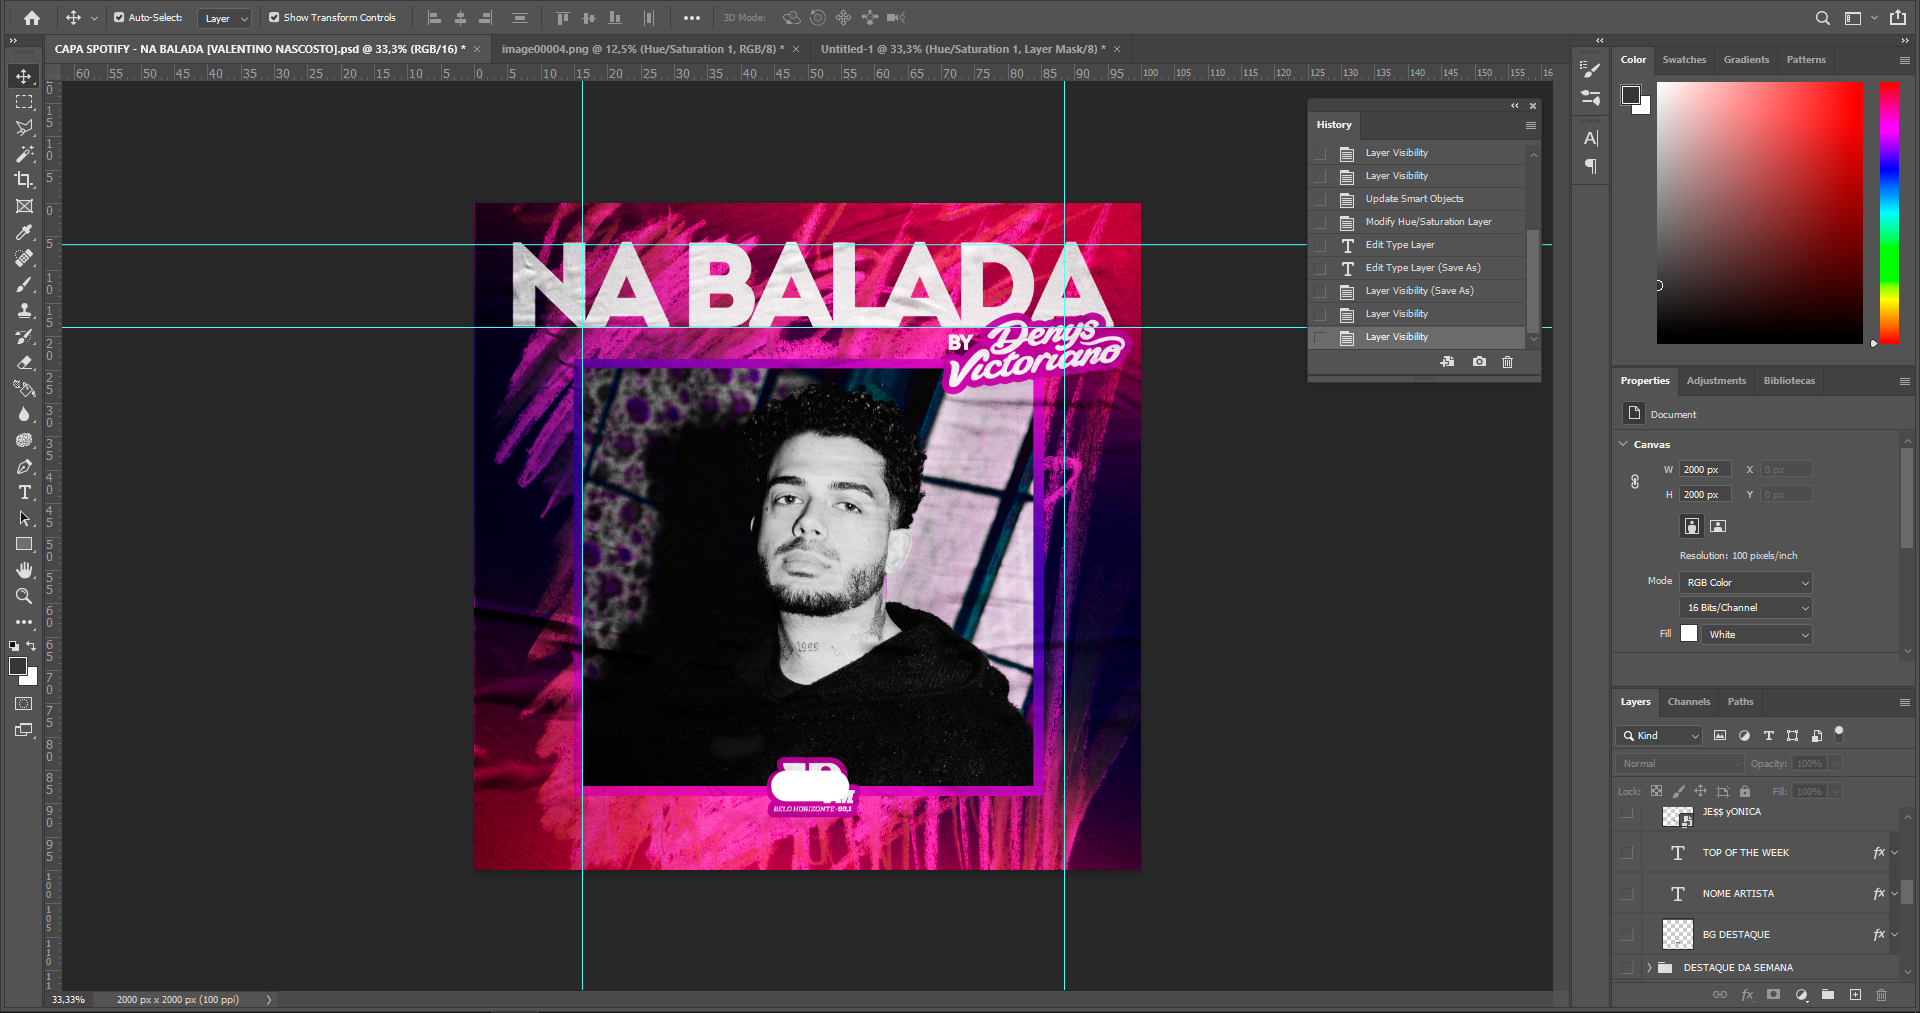 Auto-Select: Layer Show Transform Controls 3D Mode:
CAPA SPOTIFY - NA BALADA [VALENTINO NASCOSTO].psd @ 33,3% (RGB/16) * × image00004.png @ 12,5% (Hue/Saturation 1, RGB/8) * × Untitled-1 @ 33,3% (Hue/Saturation 1, Layer Mask/8) * ×
60 55 50 45 40 35 30 25 20 15 10 5 0 5 10 15 20 25 30 35 40 45 50 55 60 65 70 75 80 85 90 95 100 105 110 115 120 125 130 135 140 145 150 155 16
NA BALADA
BY Denys
Victoriano
1999
FM
BELO HORIZONTE - 99,1
History
Layer Visibility
Layer Visibility
Update Smart Objects
Modify Hue/Saturation Layer
Edit Type Layer
Edit Type Layer (Save As)
Layer Visibility (Save As)
Layer Visibility
Layer Visibility
Color Swatches Gradients Patterns
Properties Adjustments Bibliotecas
Document
Canvas
W 2000 px X 0 px
H 2000 px Y 0 px
Resolution: 100 pixels/inch
Mode RGB Color
16 Bits/Channel
Fill White
Layers Channels Paths
Kind
Normal Opacity: 100%
Lock: Fill: 100%
JE$$ yONICA
TOP OF THE WEEK fx
NOME ARTISTA fx
BG DESTAQUE fx
DESTAQUE DA SEMANA
33,33% 2000 px x 2000 px (100 ppi)